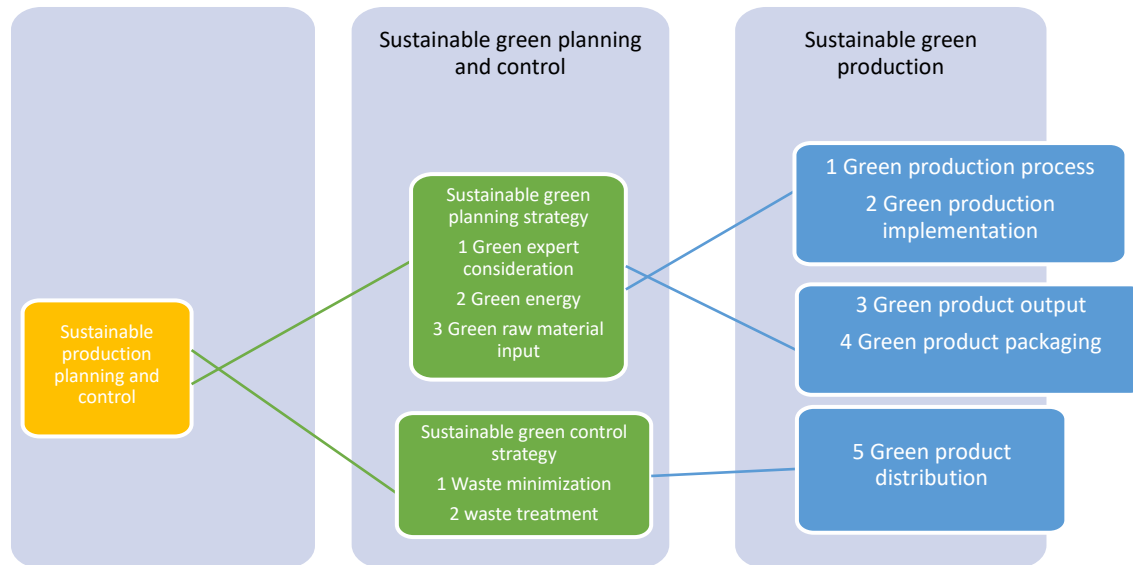 Sustainable green planning
and control
Sustainable green
production
Sustainable
production
planning and
control
Sustainable green
planning strategy
1 Green expert
consideration
2 Green energy
3 Green raw material
input
Sustainable green control
strategy
1 Waste minimization
2 waste treatment
1 Green production process
2 Green production
implementation
3 Green product output
4 Green product packaging
5 Green product
distribution